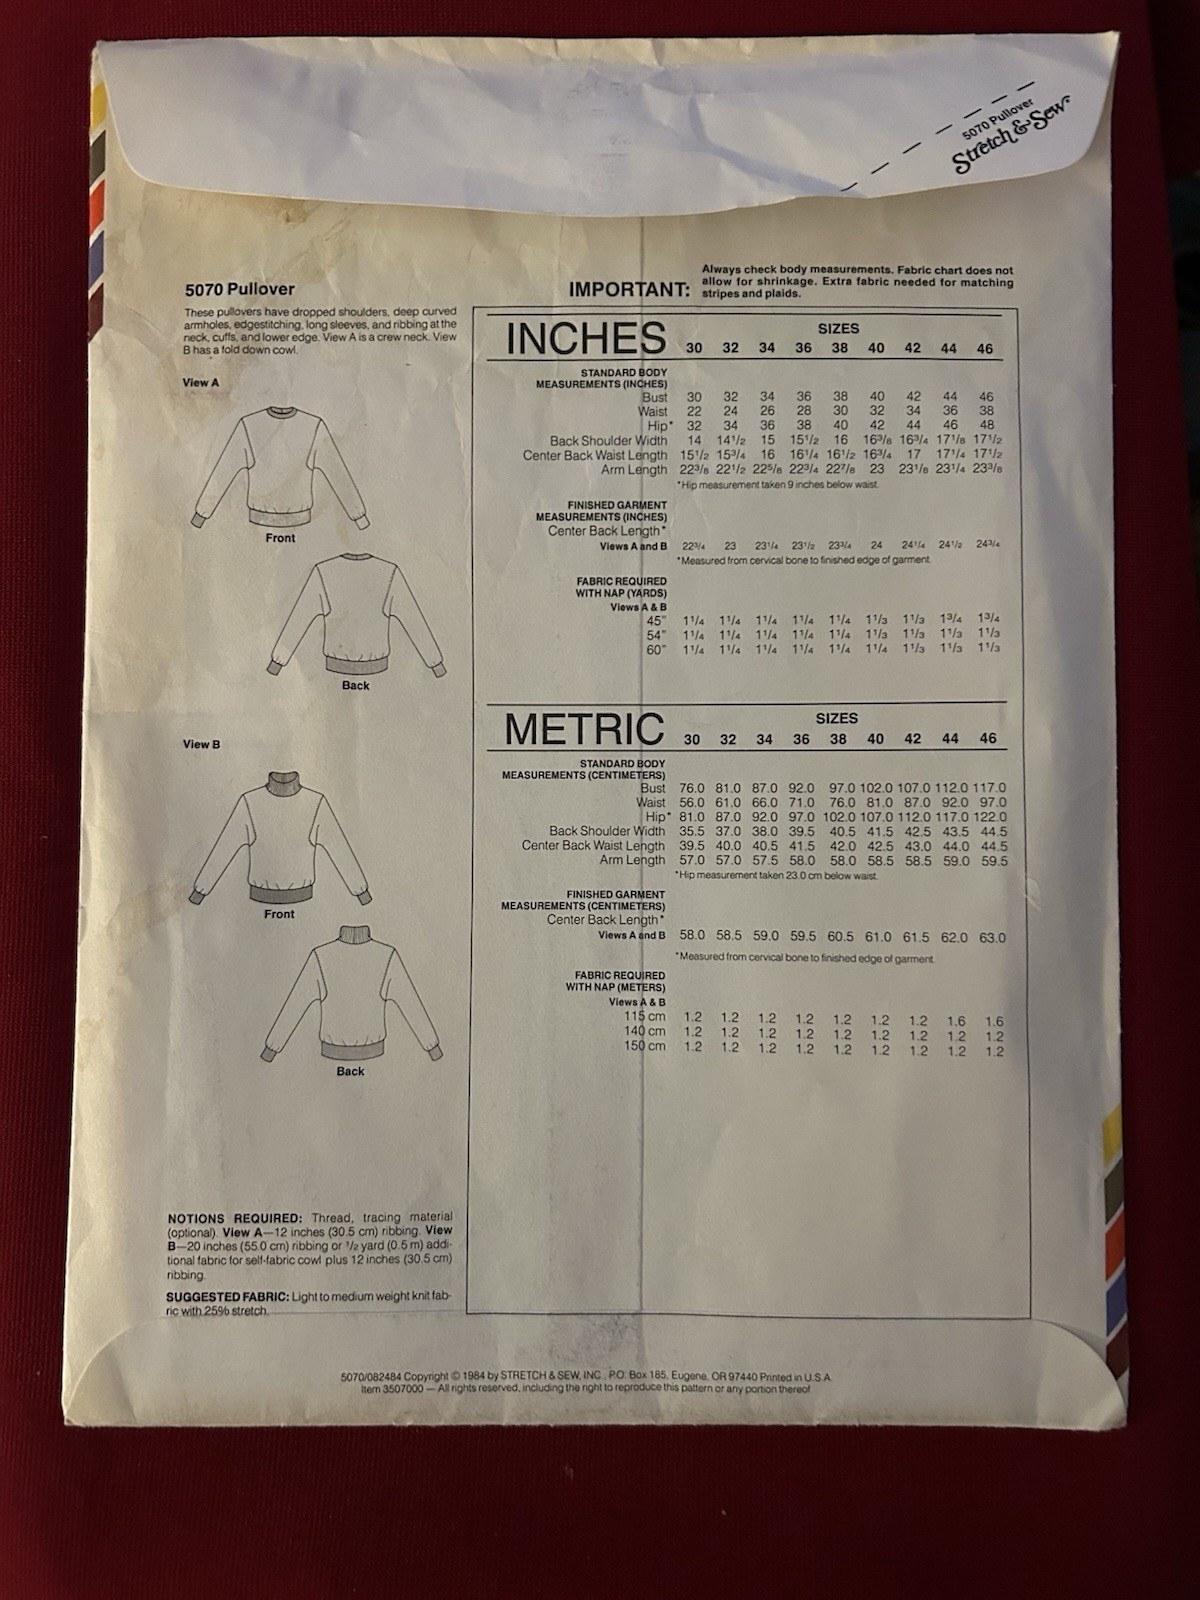 5070 Pullover
Stretch & Sew®
5070 Pullover
These pullovers have dropped shoulders, deep curved
armholes, edgestitching, long sleeves, and ribbing at the
neck, cuffs, and lower edge. View A is a crew neck. View
B has a fold down cowl.
View A
Front
Back
View B
Front
Back
NOTIONS REQUIRED: Thread, tracing material
(optional). View A—12 inches (30.5 cm) ribbing. View
B—20 inches (55.0 cm) ribbing or 1/2 yard (0.5 m) addi-
tional fabric for self-fabric cowl plus 12 inches (30.5 cm)
ribbing.
SUGGESTED FABRIC: Light to medium weight knit fab-
ric with 25% stretch.
IMPORTANT: Always check body measurements. Fabric chart does not
allow for shrinkage. Extra fabric needed for matching
stripes and plaids.
INCHES
SIZES
30 32 34 36 38 40 42 44 46
STANDARD BODY
MEASUREMENTS (INCHES)
Bust 30 32 34 36 38 40 42 44 46
Waist 22 24 26 28 30 32 34 36 38
Hip* 32 34 36 38 40 42 44 46 48
Back Shoulder Width 14 14 1/2 15 15 1/2 16 16 3/8 16 3/4 17 1/8 17 1/2
Center Back Waist Length 15 1/2 15 3/4 16 16 1/4 16 1/2 16 3/4 17 17 1/4 17 1/2
Arm Length 22 3/8 22 1/2 22 5/8 22 3/4 22 7/8 23 23 1/8 23 1/4 23 3/8
*Hip measurement taken 9 inches below waist.
FINISHED GARMENT
MEASUREMENTS (INCHES)
Center Back Length*
Views A and B 22 3/4 23 23 1/4 23 1/2 23 3/4 24 24 1/4 24 1/2 24 3/4
*Measured from cervical bone to finished edge of garment.
FABRIC REQUIRED
WITH NAP (YARDS)
Views A & B
45" 1 1/4 1 1/4 1 1/4 1 1/4 1 1/4 1 1/3 1 1/3 1 3/4 1 3/4
54" 1 1/4 1 1/4 1 1/4 1 1/4 1 1/4 1 1/3 1 1/3 1 1/3 1 1/3
60" 1 1/4 1 1/4 1 1/4 1 1/4 1 1/4 1 1/4 1 1/3 1 1/3 1 1/3
METRIC
SIZES
30 32 34 36 38 40 42 44 46
STANDARD BODY
MEASUREMENTS (CENTIMETERS)
Bust 76.0 81.0 87.0 92.0 97.0 102.0 107.0 112.0 117.0
Waist 56.0 61.0 66.0 71.0 76.0 81.0 87.0 92.0 97.0
Hip* 81.0 87.0 92.0 97.0 102.0 107.0 112.0 117.0 122.0
Back Shoulder Width 35.5 37.0 38.0 39.5 40.5 41.5 42.5 43.5 44.5
Center Back Waist Length 39.5 40.0 40.5 41.5 42.0 42.5 43.0 44.0 44.5
Arm Length 57.0 57.0 57.5 58.0 58.0 58.5 58.5 59.0 59.5
*Hip measurement taken 23.0 cm below waist.
FINISHED GARMENT
MEASUREMENTS (CENTIMETERS)
Center Back Length*
Views A and B 58.0 58.5 59.0 59.5 60.5 61.0 61.5 62.0 63.0
*Measured from cervical bone to finished edge of garment.
FABRIC REQUIRED
WITH NAP (METERS)
Views A & B
115 cm 1.2 1.2 1.2 1.2 1.2 1.2 1.2 1.6 1.6
140 cm 1.2 1.2 1.2 1.2 1.2 1.2 1.2 1.2 1.2
150 cm 1.2 1.2 1.2 1.2 1.2 1.2 1.2 1.2 1.2
5070/082484 Copyright © 1984 by STRETCH & SEW, INC., P.O. Box 185, Eugene, OR 97440 Printed in U.S.A.
Item 3507000 — All rights reserved, including the right to reproduce this pattern or any portion thereof.